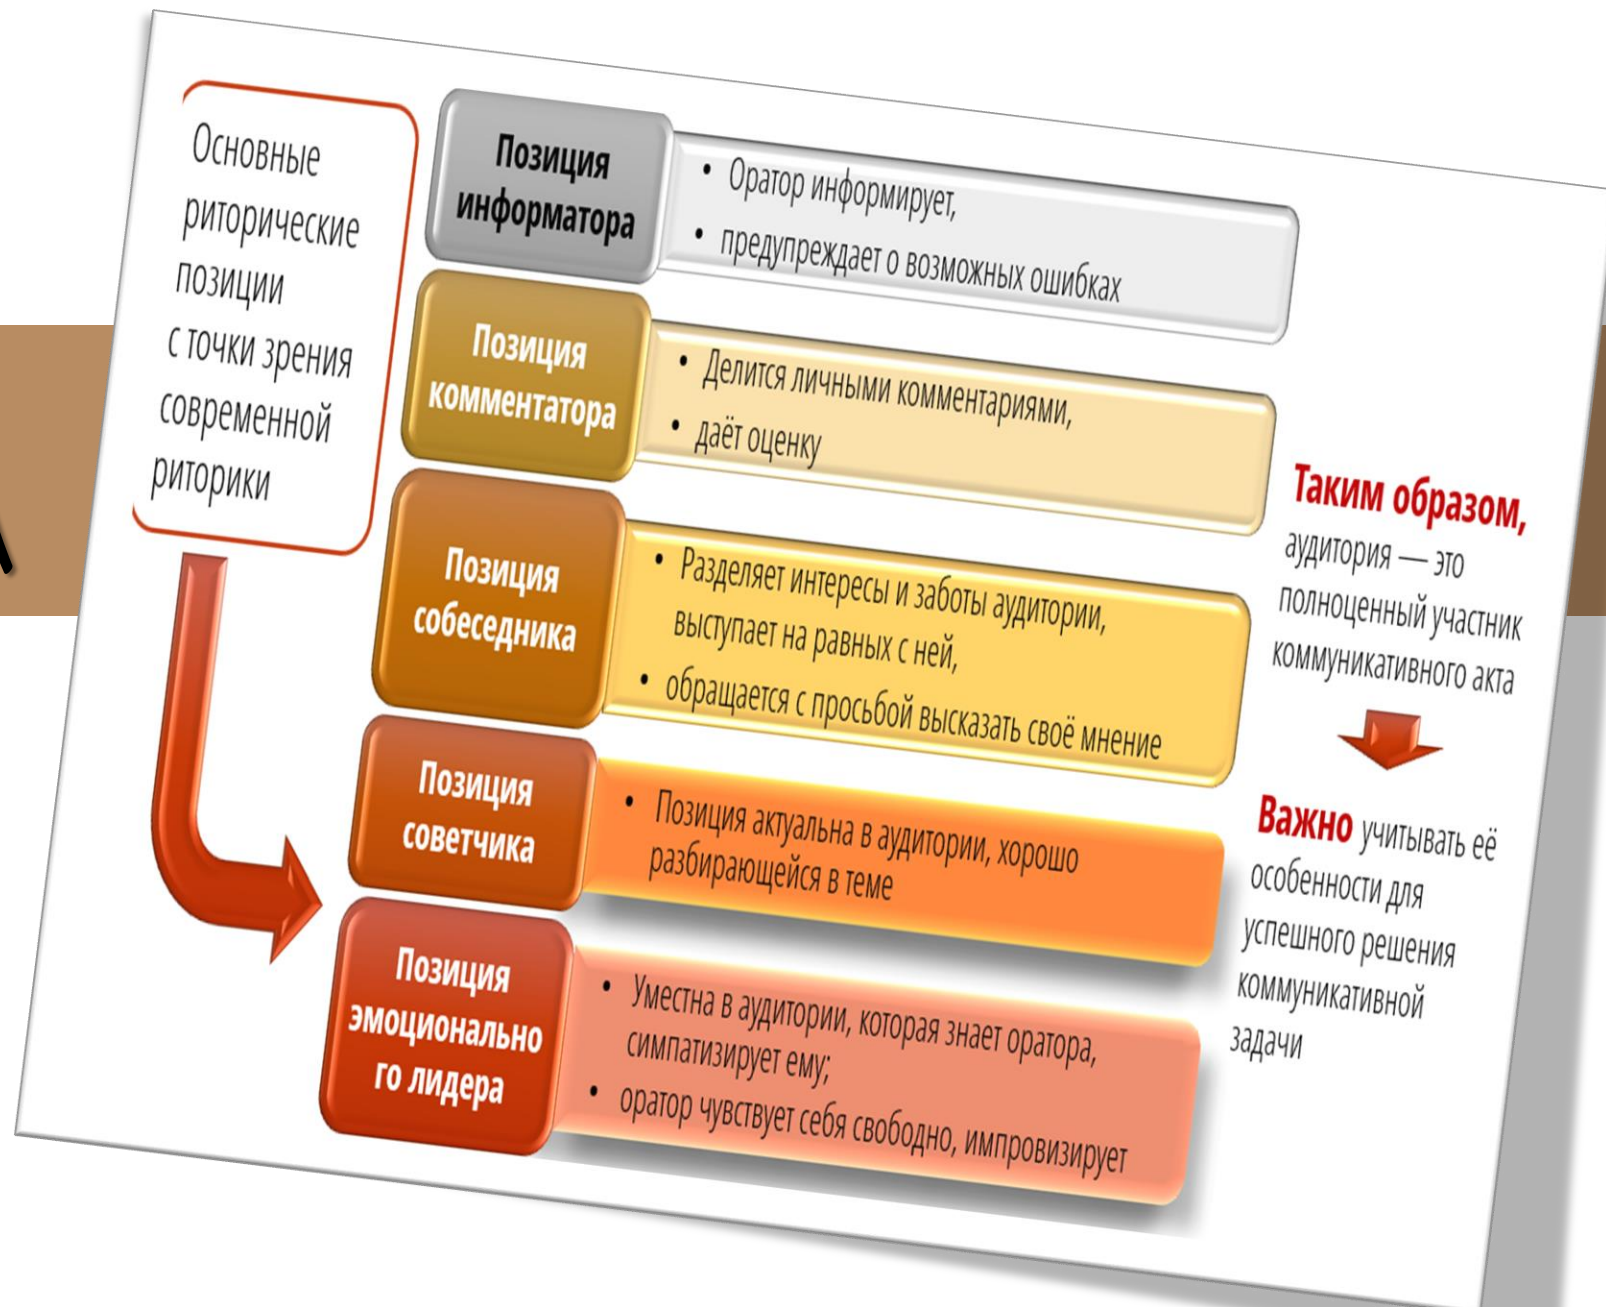 Основные
риторические
позиции
с точки зрения
современной
риторики
Позиция
информатора
• Оратор информирует,
• предупреждает о возможных ошибках
Позиция
комментатора
• Делится личными комментариями,
• даёт оценку
Позиция
собеседника
• Разделяет интересы и заботы аудитории,
выступает на равных с ней,
• обращается с просьбой высказать своё мнение
Позиция
советчика
• Позиция актуальна в аудитории, хорошо
разбирающейся в теме
Позиция
эмоционально
го лидера
• Уместна в аудитории, которая знает оратора,
симпатизирует ему;
• оратор чувствует себя свободно, импровизирует
Таким образом,
аудитория — это
полноценный участник
коммуникативного акта
Важно учитывать её
особенности для
успешного решения
коммуникативной
задачи